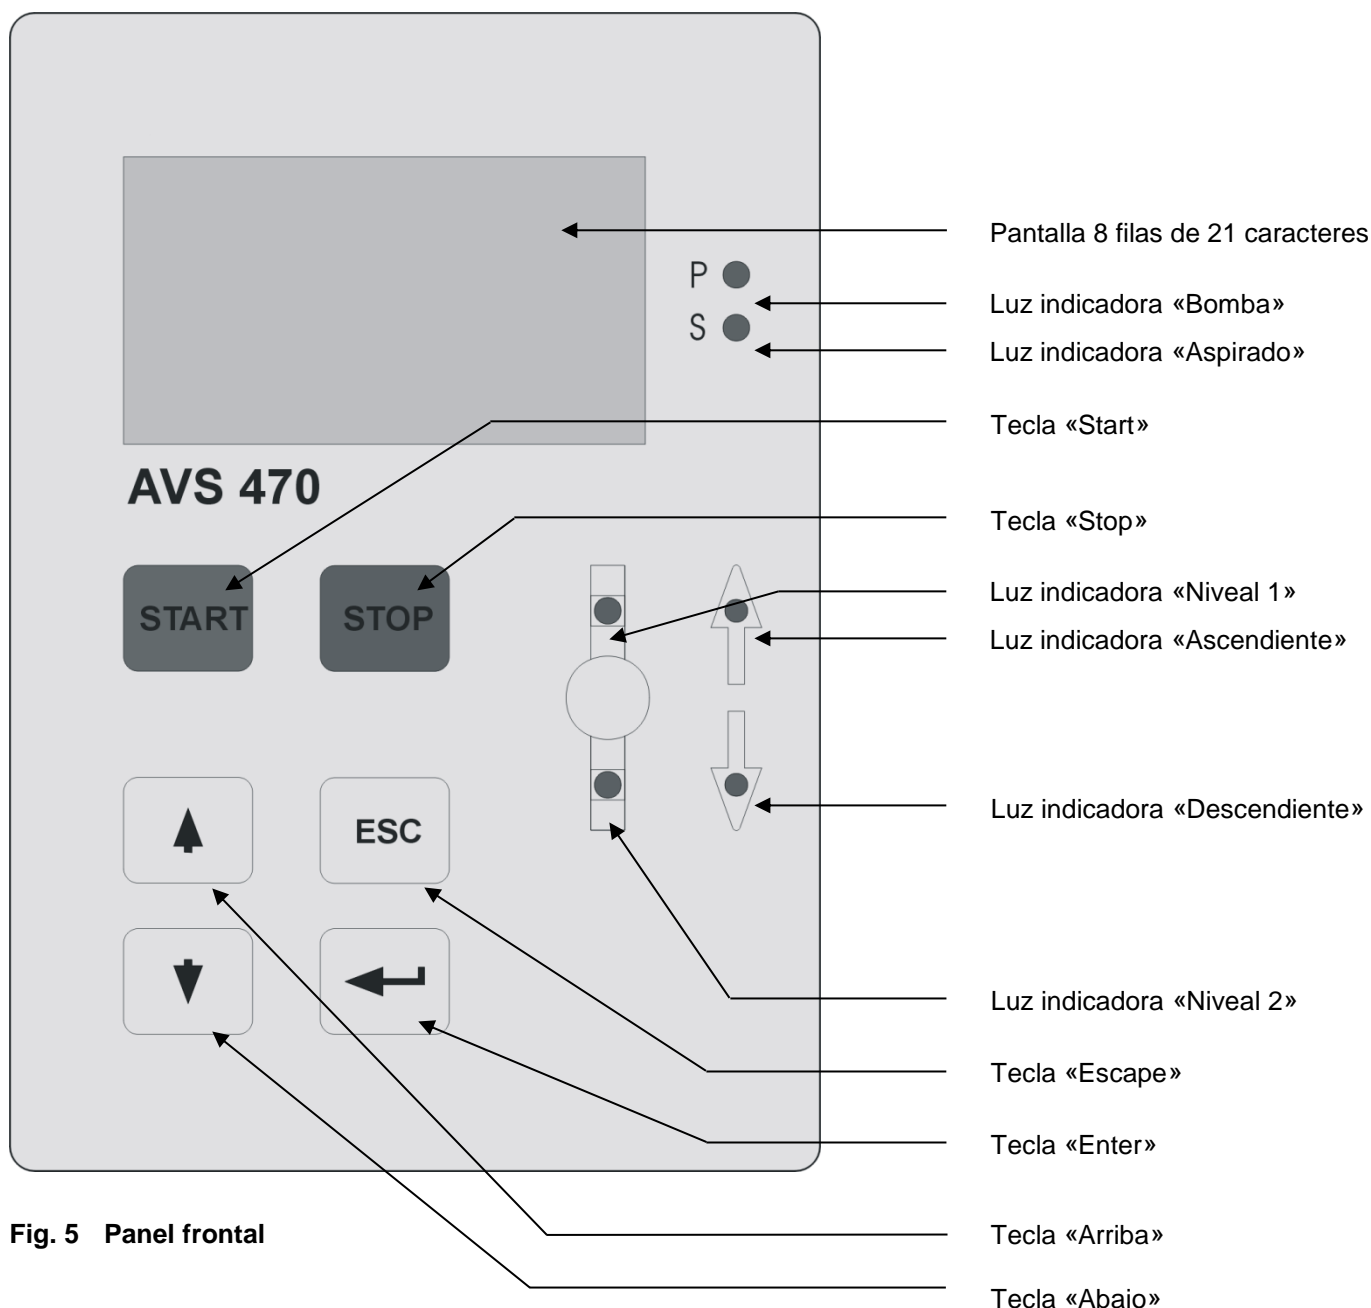 Pantalla 8 filas de 21 caracteres
P
Luz indicadora «Bomba»
S
Luz indicadora «Aspirado»
Tecla «Start»
AVS 470
Tecla «Stop»
START
STOP
Luz indicadora «Niveal 1»
Luz indicadora «Ascendiente»
ESC
Luz indicadora «Descendiente»
Luz indicadora «Niveal 2»
Tecla «Escape»
Tecla «Enter»
Fig. 5 Panel frontal
Tecla «Arriba»
Tecla «Abajo»